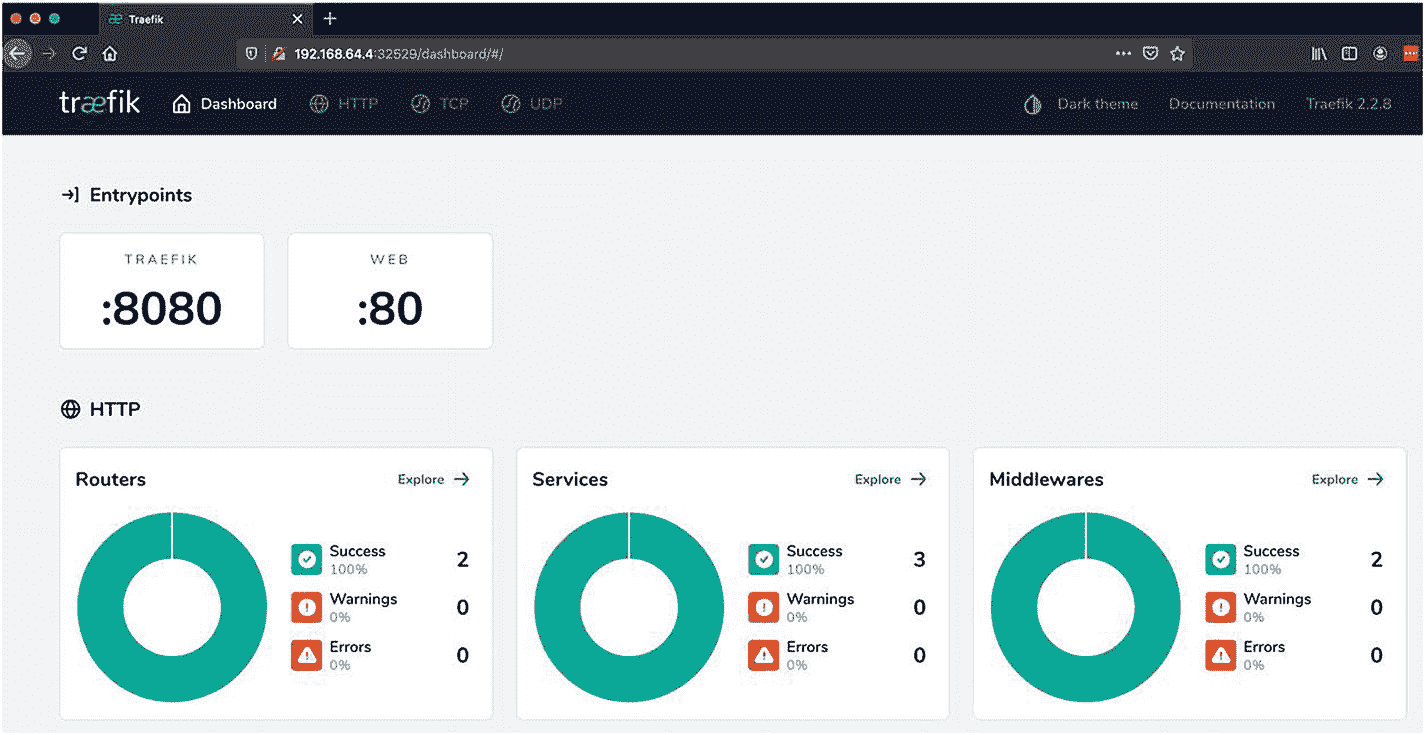 Traefik
192.168.64.4:32529/dashboard/#/
træfik Dashboard HTTP TCP UDP Dark theme Documentation Traefik 2.2.8
Entrypoints
TRAEFIK
:8080
WEB
:80
HTTP
Routers Explore
Success 2
100%
Warnings 0
0%
Errors 0
0%
Services Explore
Success 3
100%
Warnings 0
0%
Errors 0
0%
Middlewares Explore
Success 2
100%
Warnings 0
0%
Errors 0
0%